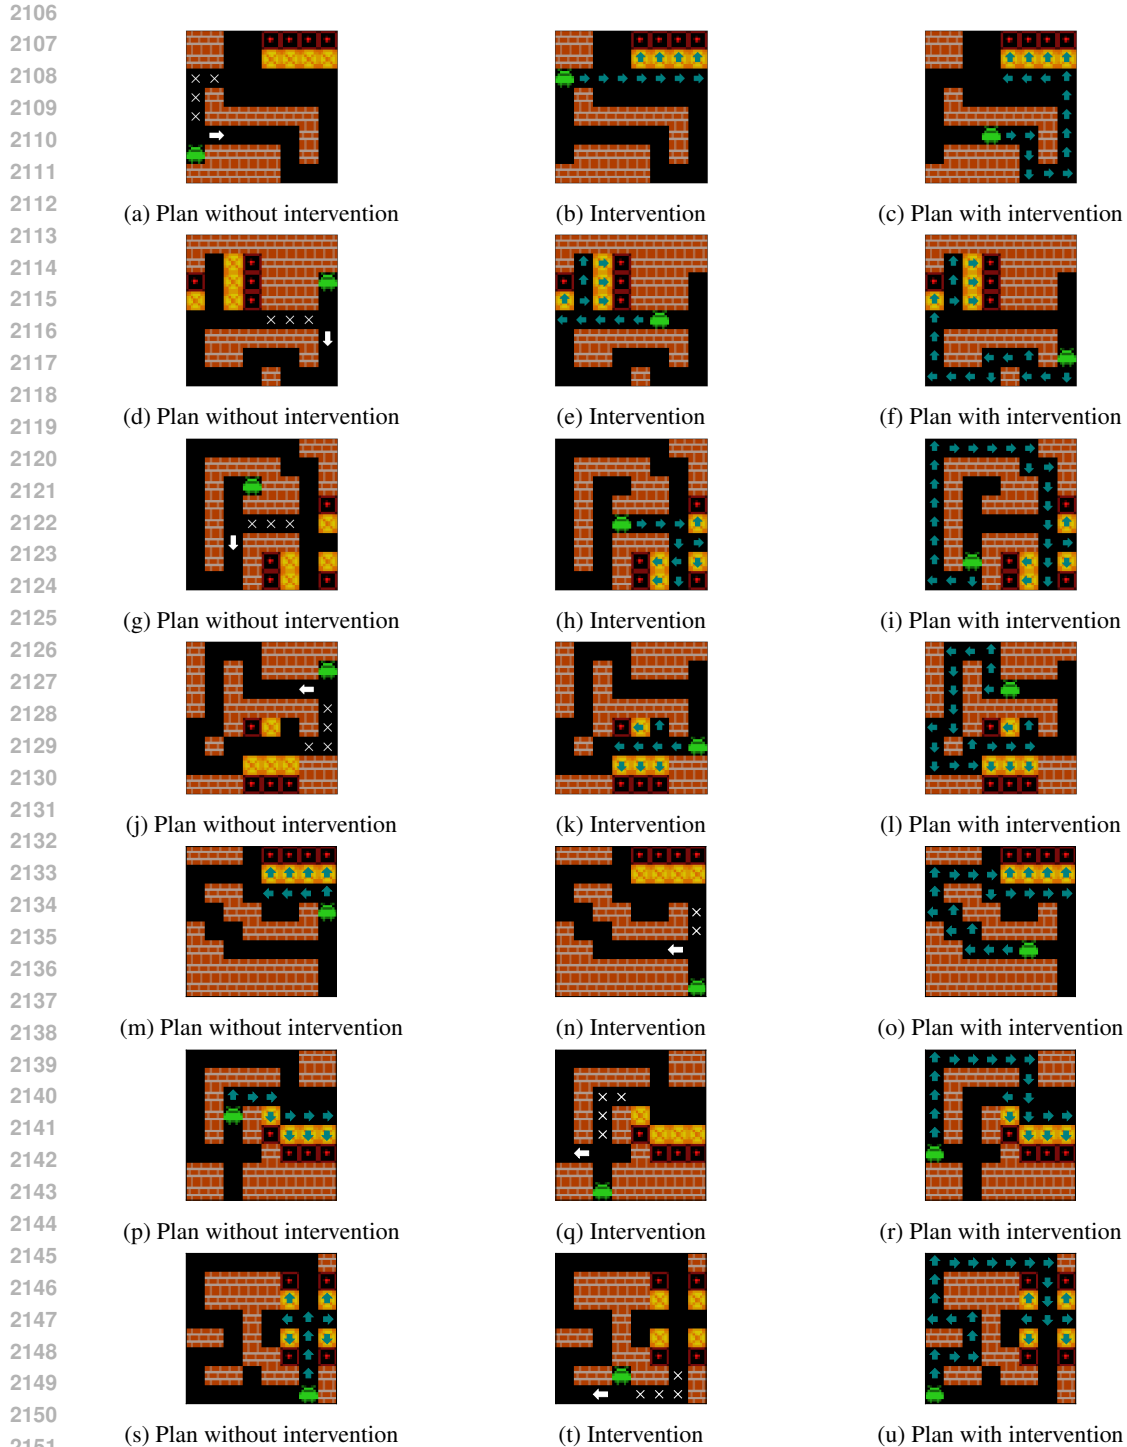 2106
2107
2108
2109
2110
2111
2112
(a) Plan without intervention
(b) Intervention
(c) Plan with intervention
2113
2114
2115
2116
2117
2118
(d) Plan without intervention
(e) Intervention
(f) Plan with intervention
2119
2120
2121
2122
2123
2124
2125
(g) Plan without intervention
(h) Intervention
(i) Plan with intervention
2126
2127
2128
2129
2130
2131
(j) Plan without intervention
(k) Intervention
(l) Plan with intervention
2132
2133
2134
2135
2136
2137
2138
(m) Plan without intervention
(n) Intervention
(o) Plan with intervention
2139
2140
2141
2142
2143
2144
(p) Plan without intervention
(q) Intervention
(r) Plan with intervention
2145
2146
2147
2148
2149
2150
(s) Plan without intervention
(t) Intervention
(u) Plan with intervention